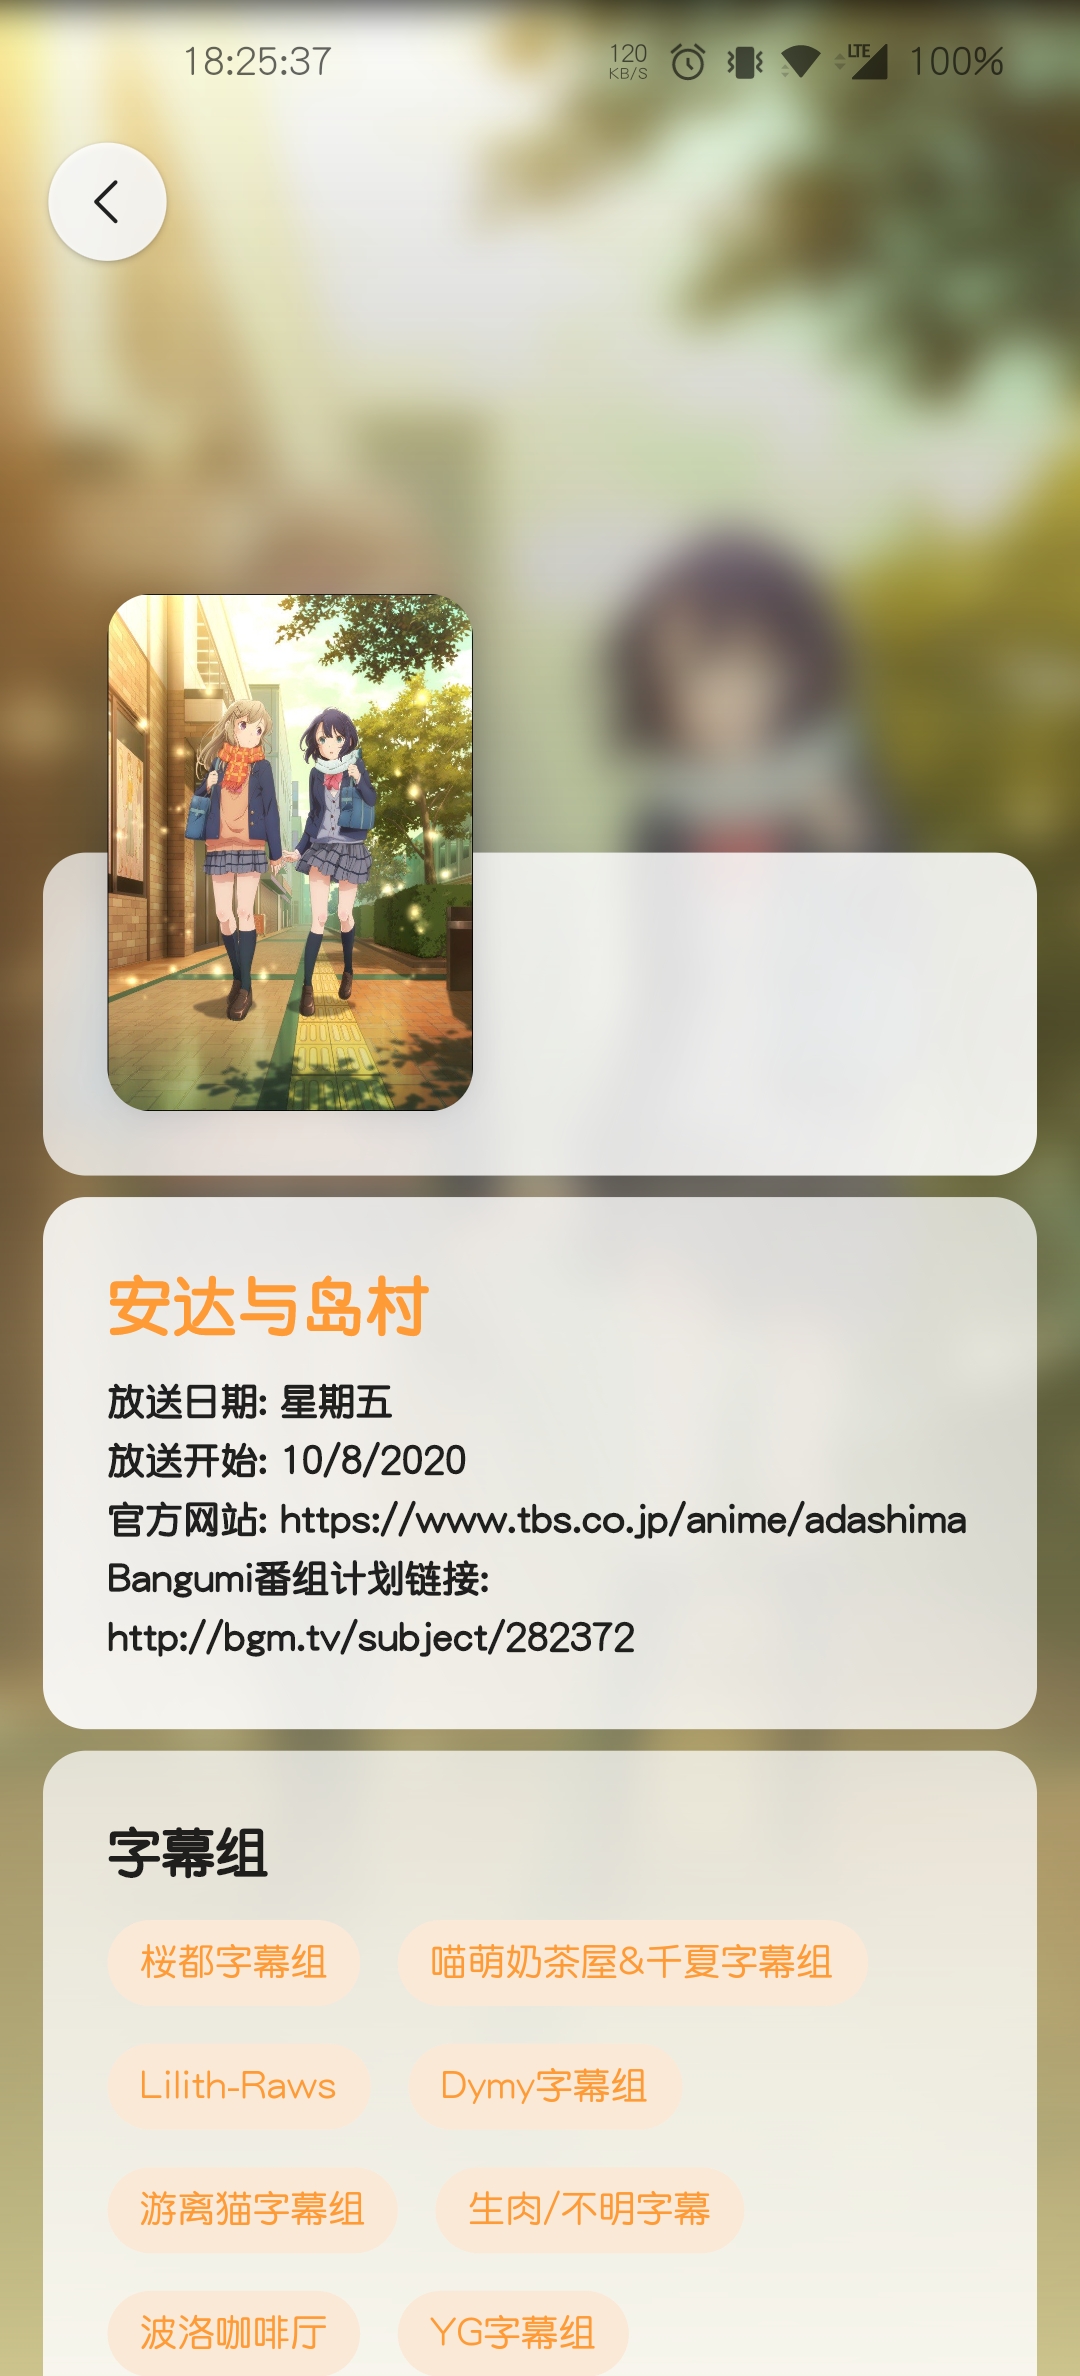 18:25:37 120 KB/S LTE 100%
安达与岛村
放送日期: 星期五
放送开始: 10/8/2020
官方网站: https://www.tbs.co.jp/anime/adashima
Bangumi番组计划链接:
http://bgm.tv/subject/282372
字幕组
桜都字幕组 喵萌奶茶屋&千夏字幕组
Lilith-Raws Dymy字幕组
游离猫字幕组 生肉/不明字幕
波洛咖啡厅 YG字幕组